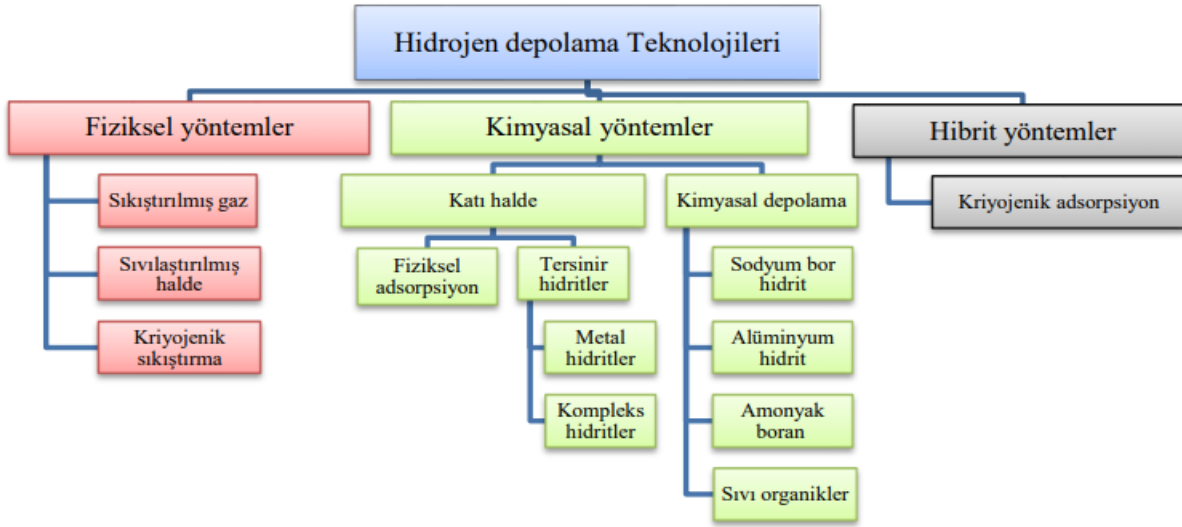 Hidrojen depolama Teknolojileri
Fiziksel yöntemler
Sıkıştırılmış gaz
Sıvılaştırılmış
halde
Kriyojenik
sıkıştırma
Kimyasal yöntemler
Katı halde
Fiziksel
adsorpsiyon
Tersinir
hidritler
Metal
hidritler
Kompleks
hidritler
Kimyasal depolama
Sodyum bor
hidrit
Alüminyum
hidrit
Amonyak
boran
Sıvı organikler
Hibrit yöntemler
Kriyojenik adsorpsiyon